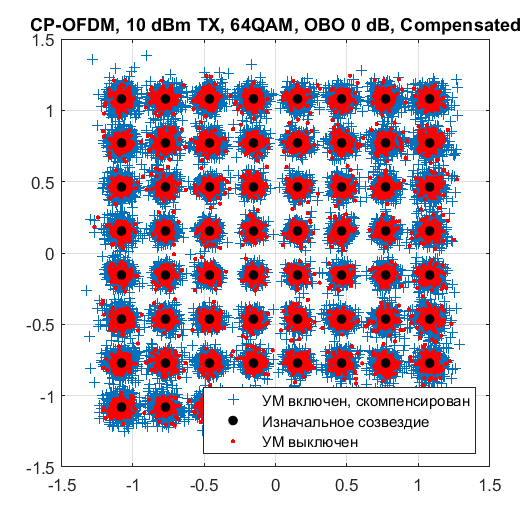 CP-OFDM, 10 dBm TX, 64QAM, OBO 0 dB, Compensated
1.5
1
0.5
0
-0.5
-1
-1.5
УМ включен, скомпенсирован
Изначальное созвездие
УМ выключен
-1.5 -1 -0.5 0 0.5 1 1.5